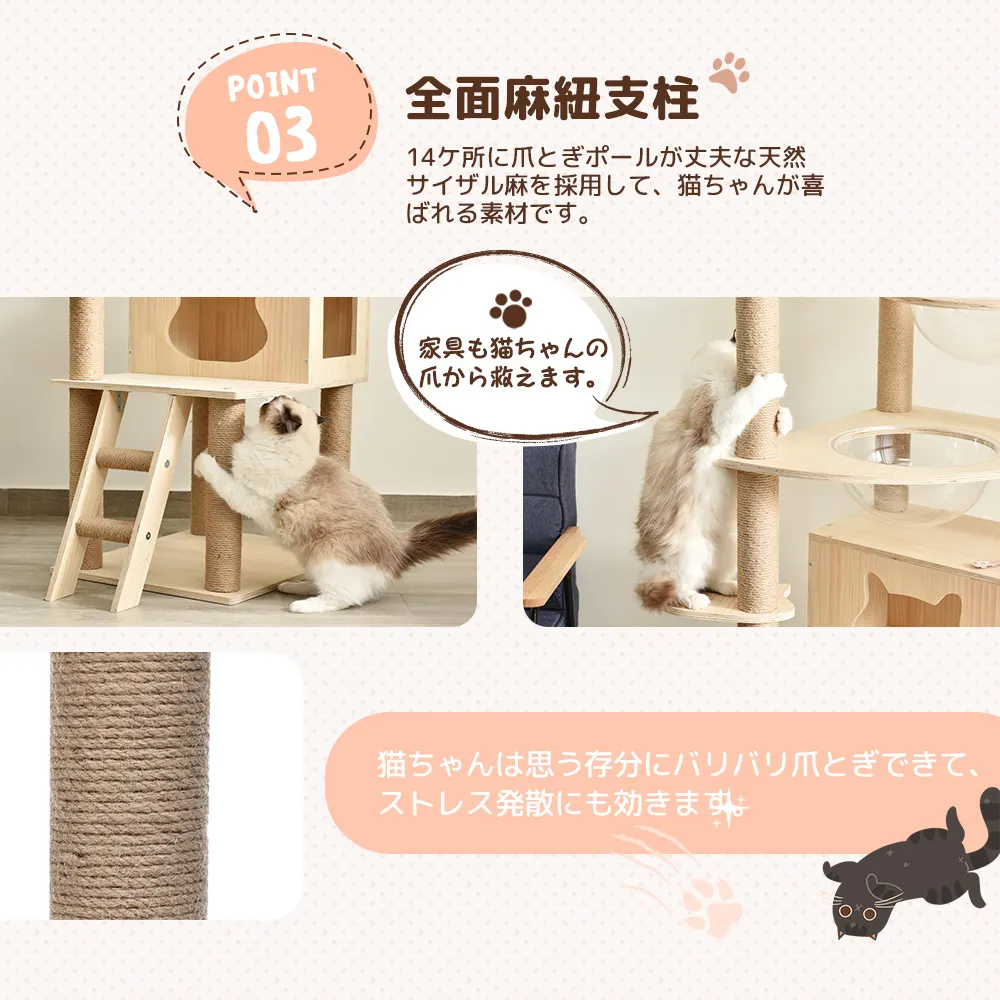 POINT
03
全面麻紐支柱
14ケ所に爪とぎポールが丈夫な天然
サイザル麻を採用して、猫ちゃんが喜
ばれる素材です。
家具も猫ちゃんの
爪から救えます。
猫ちゃんは思う存分にバリバリ爪とぎできて、
ストレス発散にも効きます。